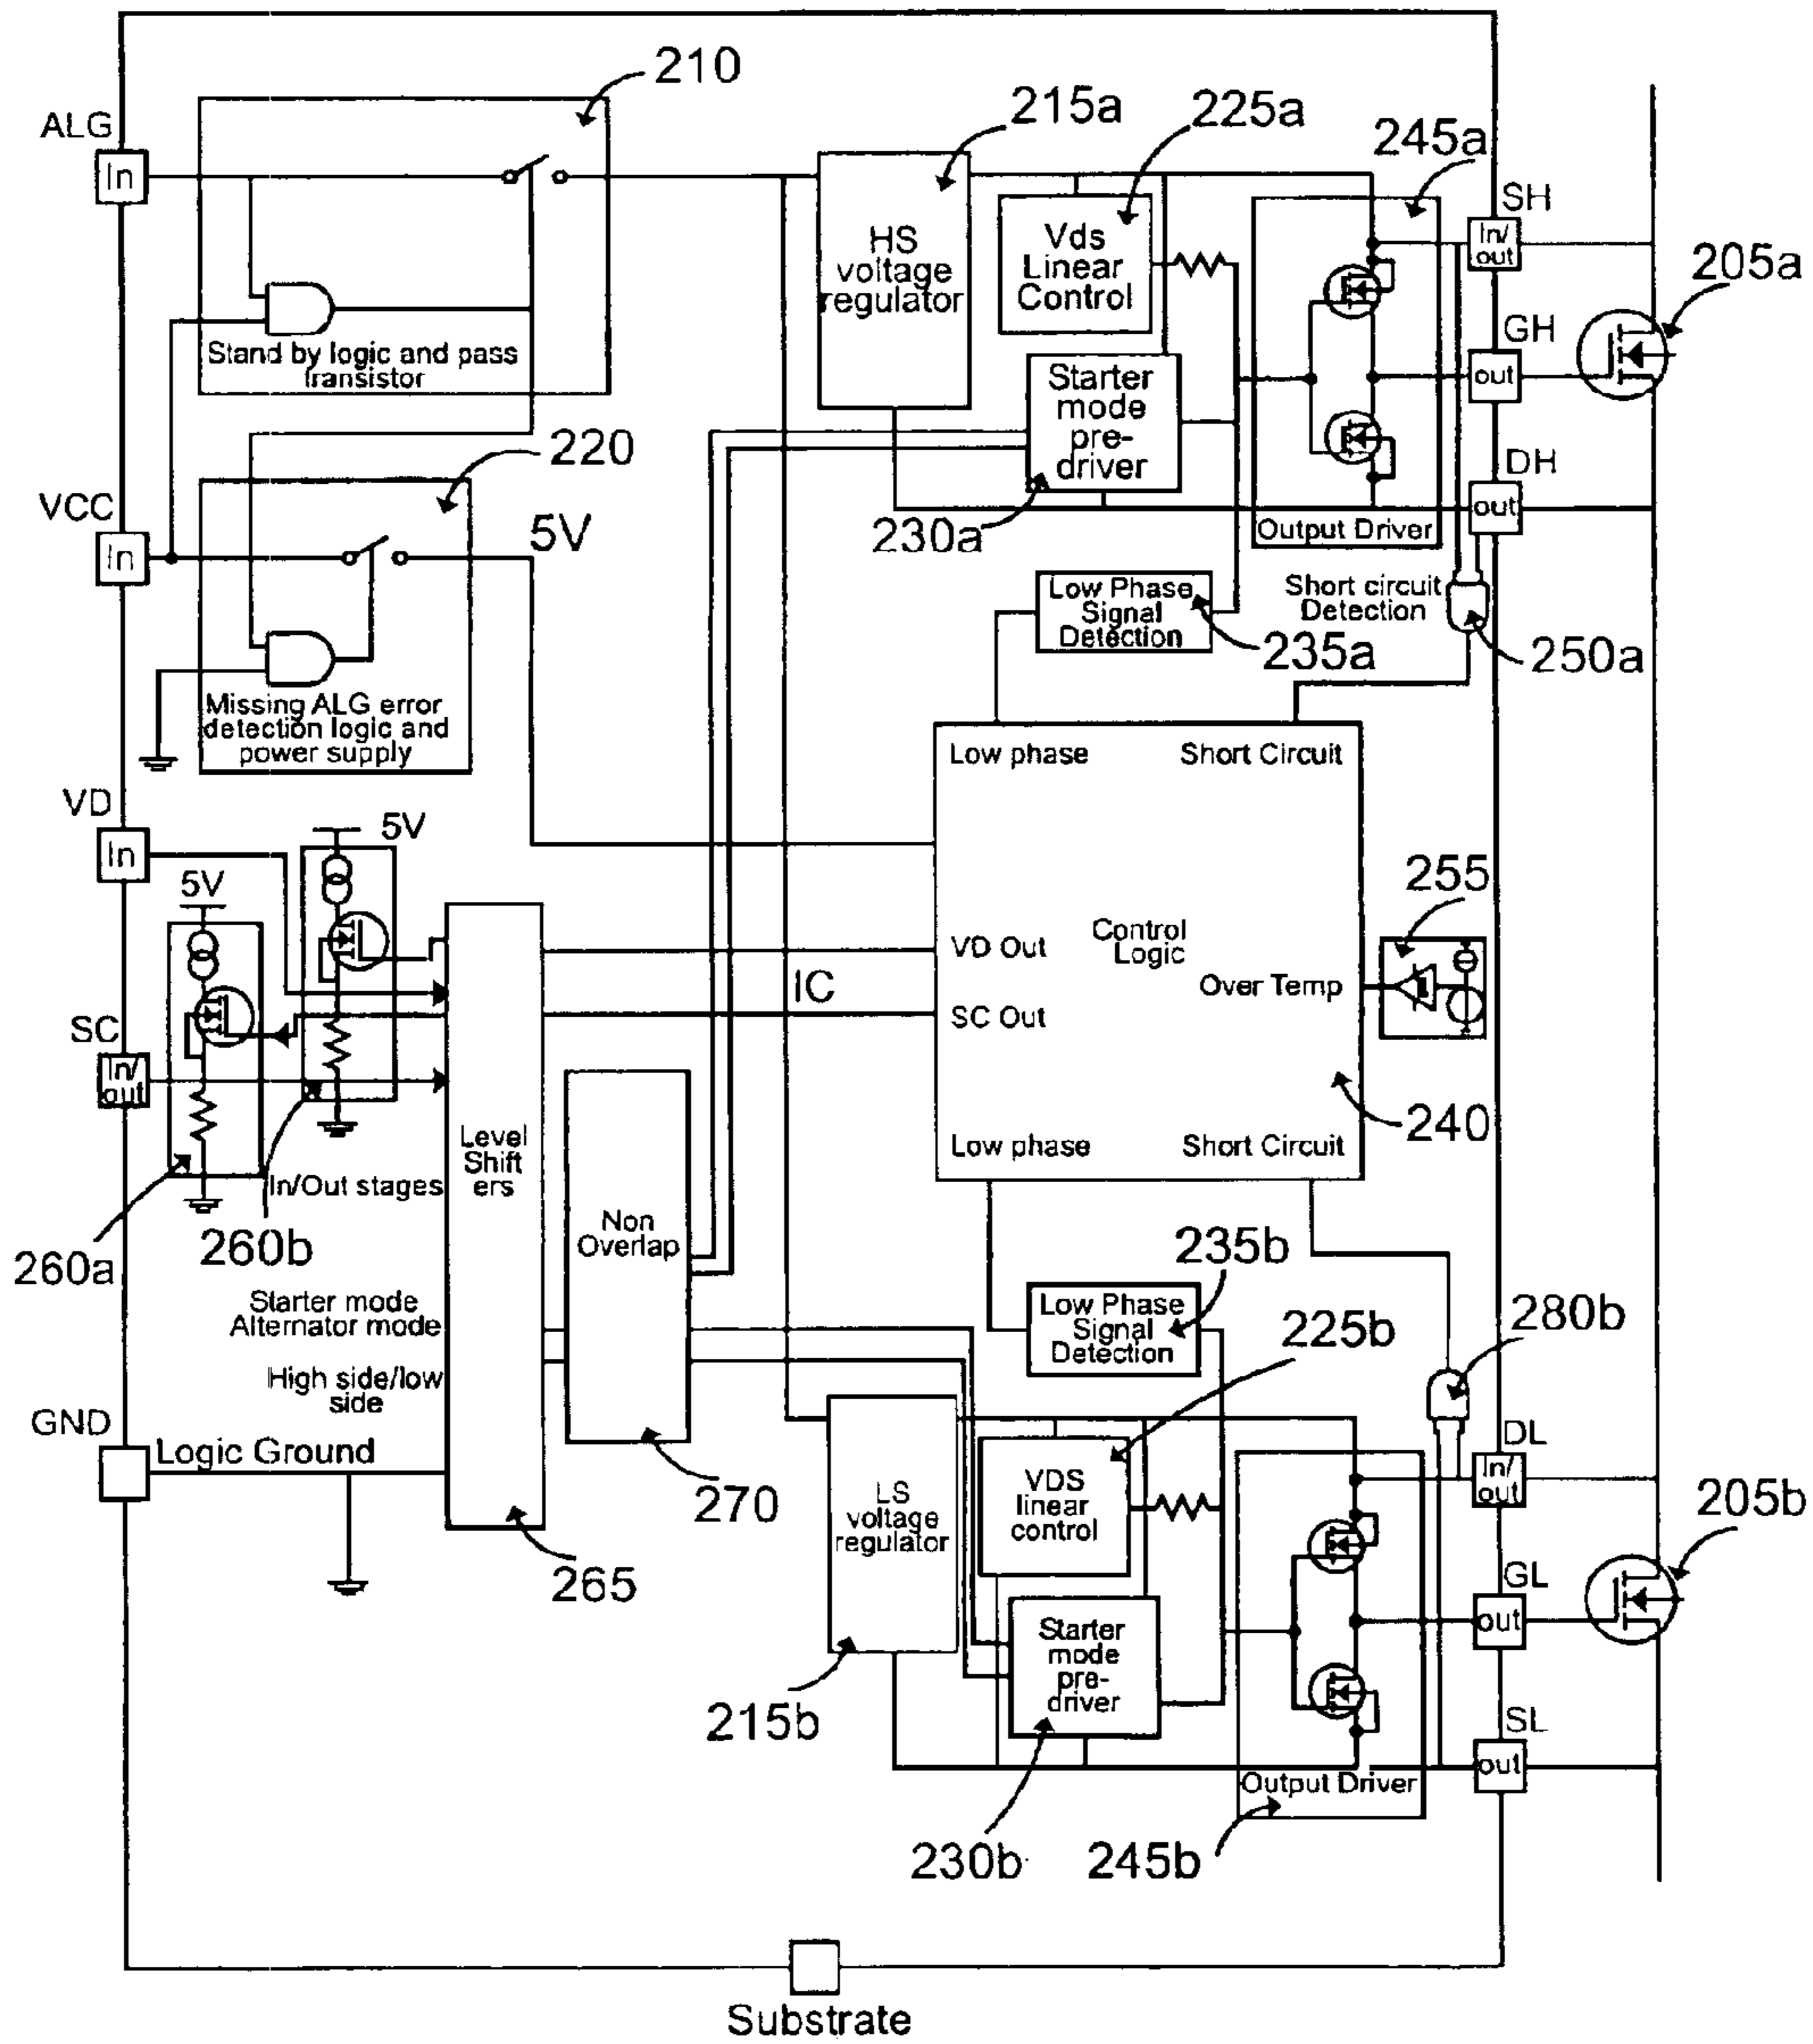 210
ALG
In
Stand by logic and pass
transistor
215a
225a
245a
HS
voltage
regulator
Vds
Linear
Control
SH
In/
out
205a
Starter
mode
pre-
driver
GH
out
DH
out
230a
Output Driver
220
VCC
In
5V
Missing ALG error
detection logic and
power supply
Low Phase
Signal
Detection
235a
Short circuit
Detection
250a
VD
In
5V
5V
SC
In/
out
260a
260b
In/Out stages
Low phase
Short Circuit
VD Out
Control
Logic
Over Temp
SC Out
Low phase
Short Circuit
255
240
IC
Level
Shift
ers
Non
Overlap
Starter mode
Alternator mode
High side/low
side
GND
Logic Ground
265
270
235b
Low Phase
Signal
Detection
225b
280b
LS
voltage
regulator
VDS
linear
control
DL
In/
out
205b
Starter
mode
pre-
driver
GL
out
215b
SL
out
Output Driver
230b
245b
Substrate